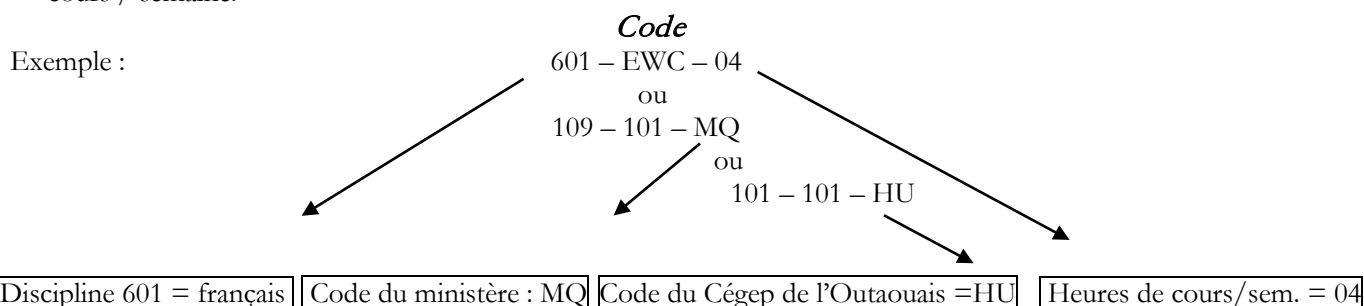 cours / semaine.
Code
Exemple : 601 – EWC – 04
ou
109 – 101 – MQ
ou
101 – 101 – HU
Discipline 601 = français Code du ministère : MQ Code du Cégep de l'Outaouais =HU Heures de cours/sem. = 04